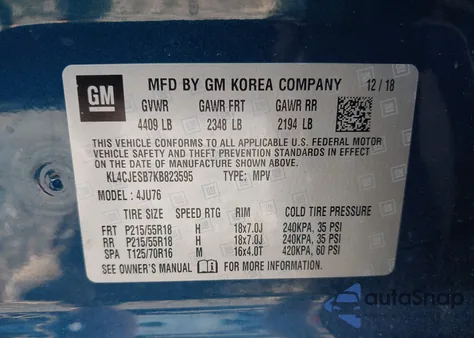 GM
MFD BY GM KOREA COMPANY 12/18
GVWR GAWR FRT GAWR RR
4409 LB 2348 LB 2194 LB
THIS VEHICLE CONFORMS TO ALL APPLICABLE U.S. FEDERAL MOTOR
VEHICLE SAFETY AND THEFT PREVENTION STANDARDS IN EFFECT ON
THE DATE OF MANUFACTURE SHOWN ABOVE.
KL4CJESB7KB823595 TYPE: MPV
MODEL: 4JU76
TIRE SIZE SPEED RTG RIM COLD TIRE PRESSURE
FRT P215/55R18 H 18x7.0J 240KPA, 35 PSI
RR P215/55R18 H 18x7.0J 240KPA, 35 PSI
SPA T125/70R16 M 16x4.0T 420KPA, 60 PSI
SEE OWNER'S MANUAL FOR MORE INFORMATION.
autoSnap